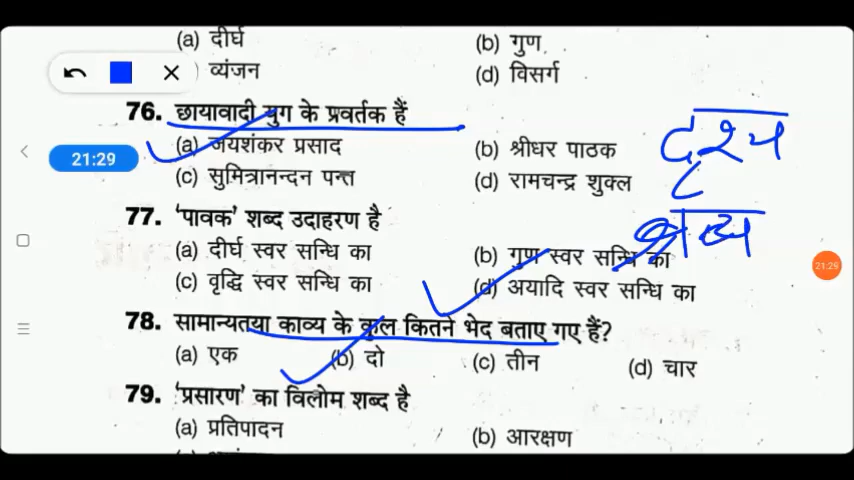 (a) दीर्घ (b) गुण
व्यंजन (d) विसर्ग
76. छायावादी युग के प्रवर्तक हैं
(a) जयशंकर प्रसाद (b) श्रीधर पाठक
(c) सुमित्रानन्दन पन्त (d) रामचन्द्र शुक्ल
दृश्य
श्रव्य
21:29
21:29
77. 'पावक' शब्द उदाहरण है
(a) दीर्घ स्वर सन्धि का (b) गुण स्वर सन्धि का
(c) वृद्धि स्वर सन्धि का (d) अयादि स्वर सन्धि का
78. सामान्यतया काव्य के कुल कितने भेद बताए गए हैं?
(a) एक (b) दो (c) तीन (d) चार
79. 'प्रसारण' का विलोम शब्द है
(a) प्रतिपादन (b) आरक्षण